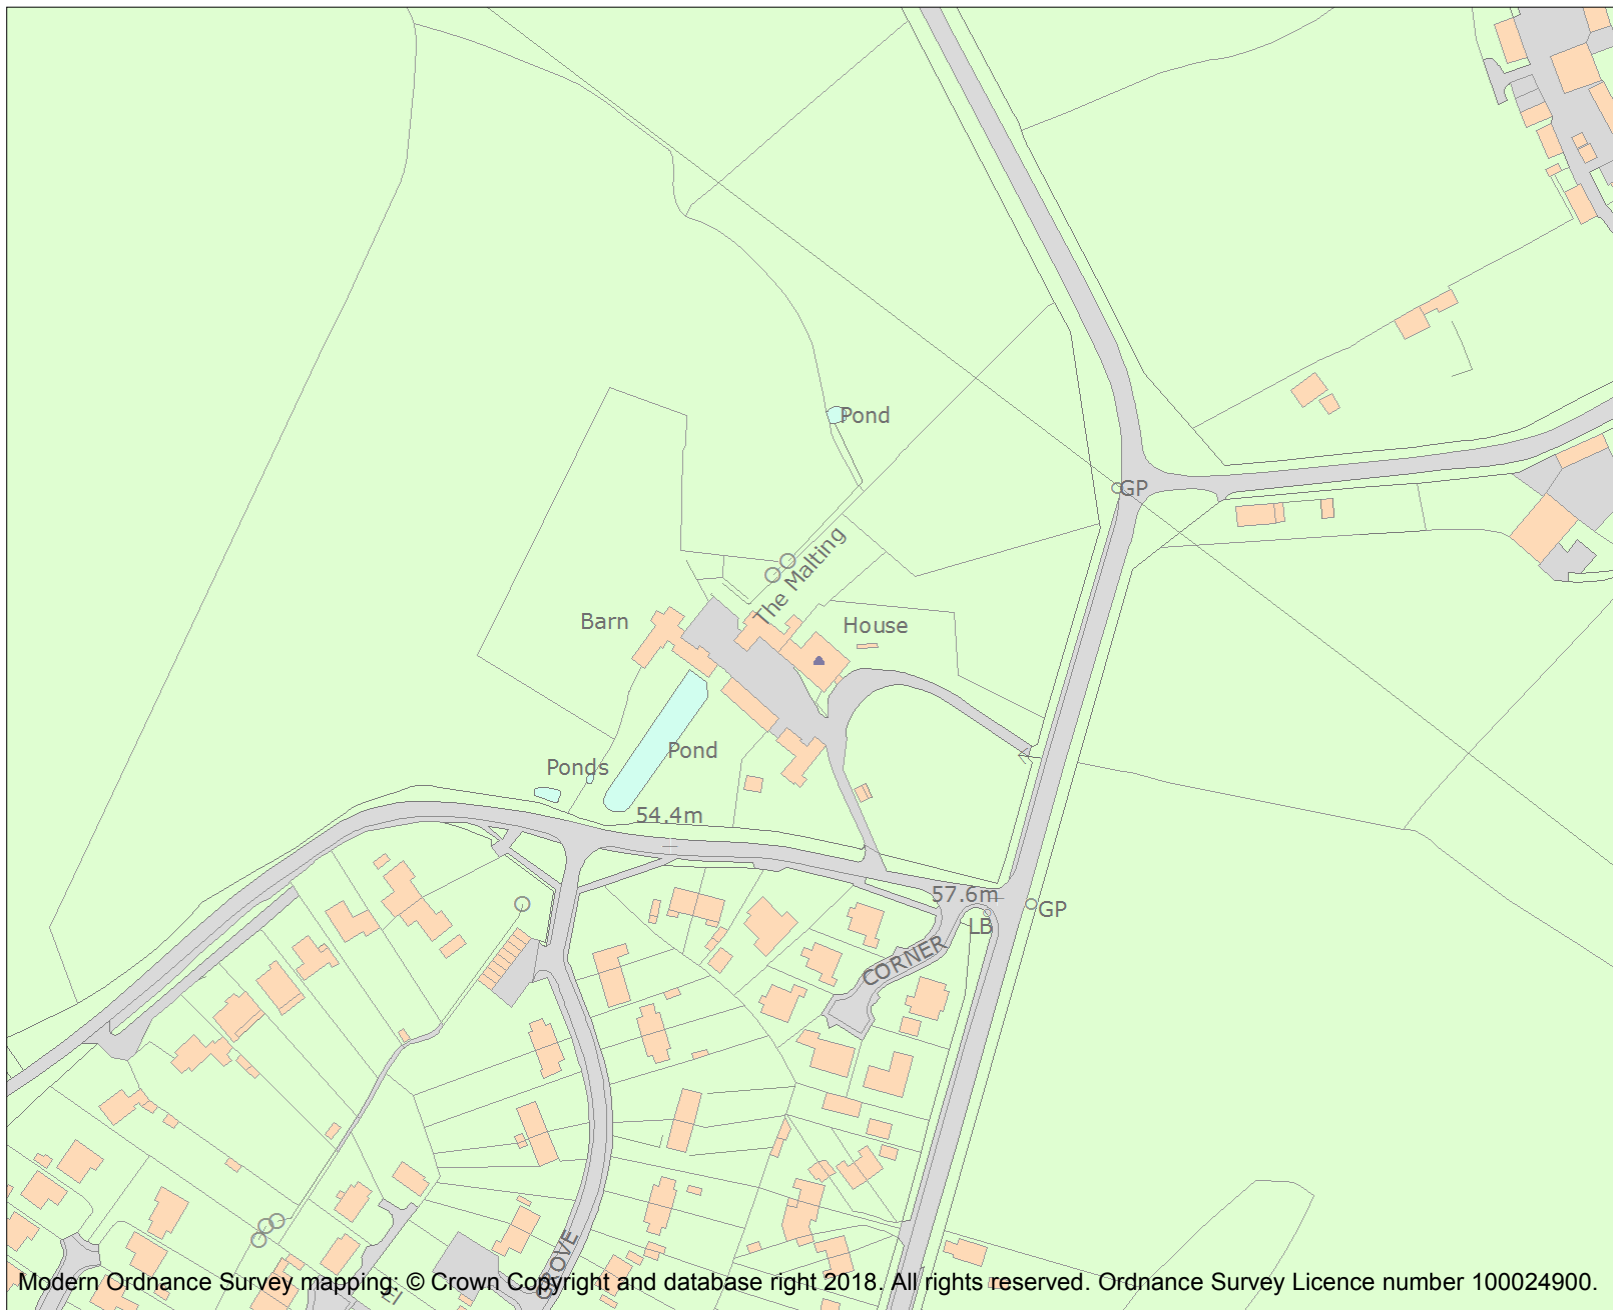 Pond
GP
The Malting
Barn
House
Pond
Ponds
54.4m
57.6m
GP
LB
CORNER
GROVE
Modern Ordnance Survey mapping: © Crown Copyright and database right 2018. All rights reserved. Ordnance Survey Licence number 100024900.